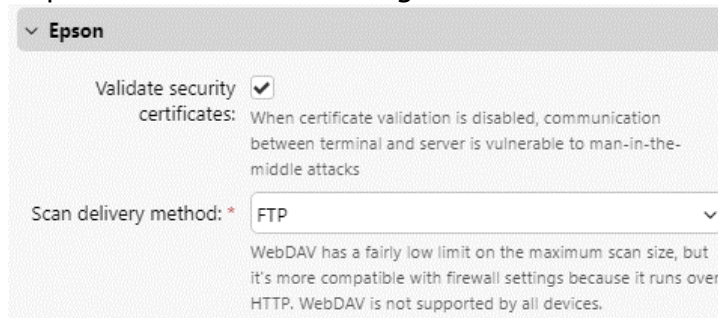 Epson
Validate security
certificates:
When certificate validation is disabled, communication
between terminal and server is vulnerable to man-in-the-
middle attacks
Scan delivery method: *
FTP
WebDAV has a fairly low limit on the maximum scan size, but
it's more compatible with firewall settings because it runs over
HTTP. WebDAV is not supported by all devices.